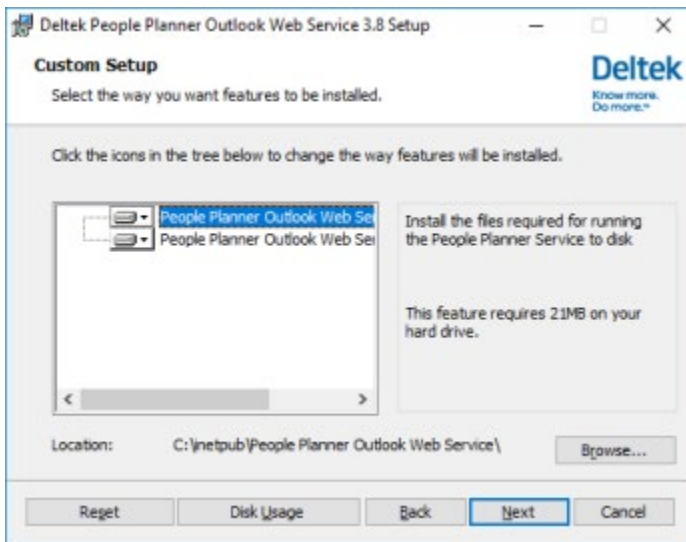 Deltek People Planner Outlook Web Service 3.8 Setup
Custom Setup
Select the way you want features to be installed.
Deltek
Know more.
Do more.™
Click the icons in the tree below to change the way features will be installed.
People Planner Outlook Web Se
People Planner Outlook Web Se
Install the files required for running
the People Planner Service to disk
This feature requires 21MB on your
hard drive.
Location: C:\inetpub\People Planner Outlook Web Service\
Browse...
Reset Disk Usage Back Next Cancel